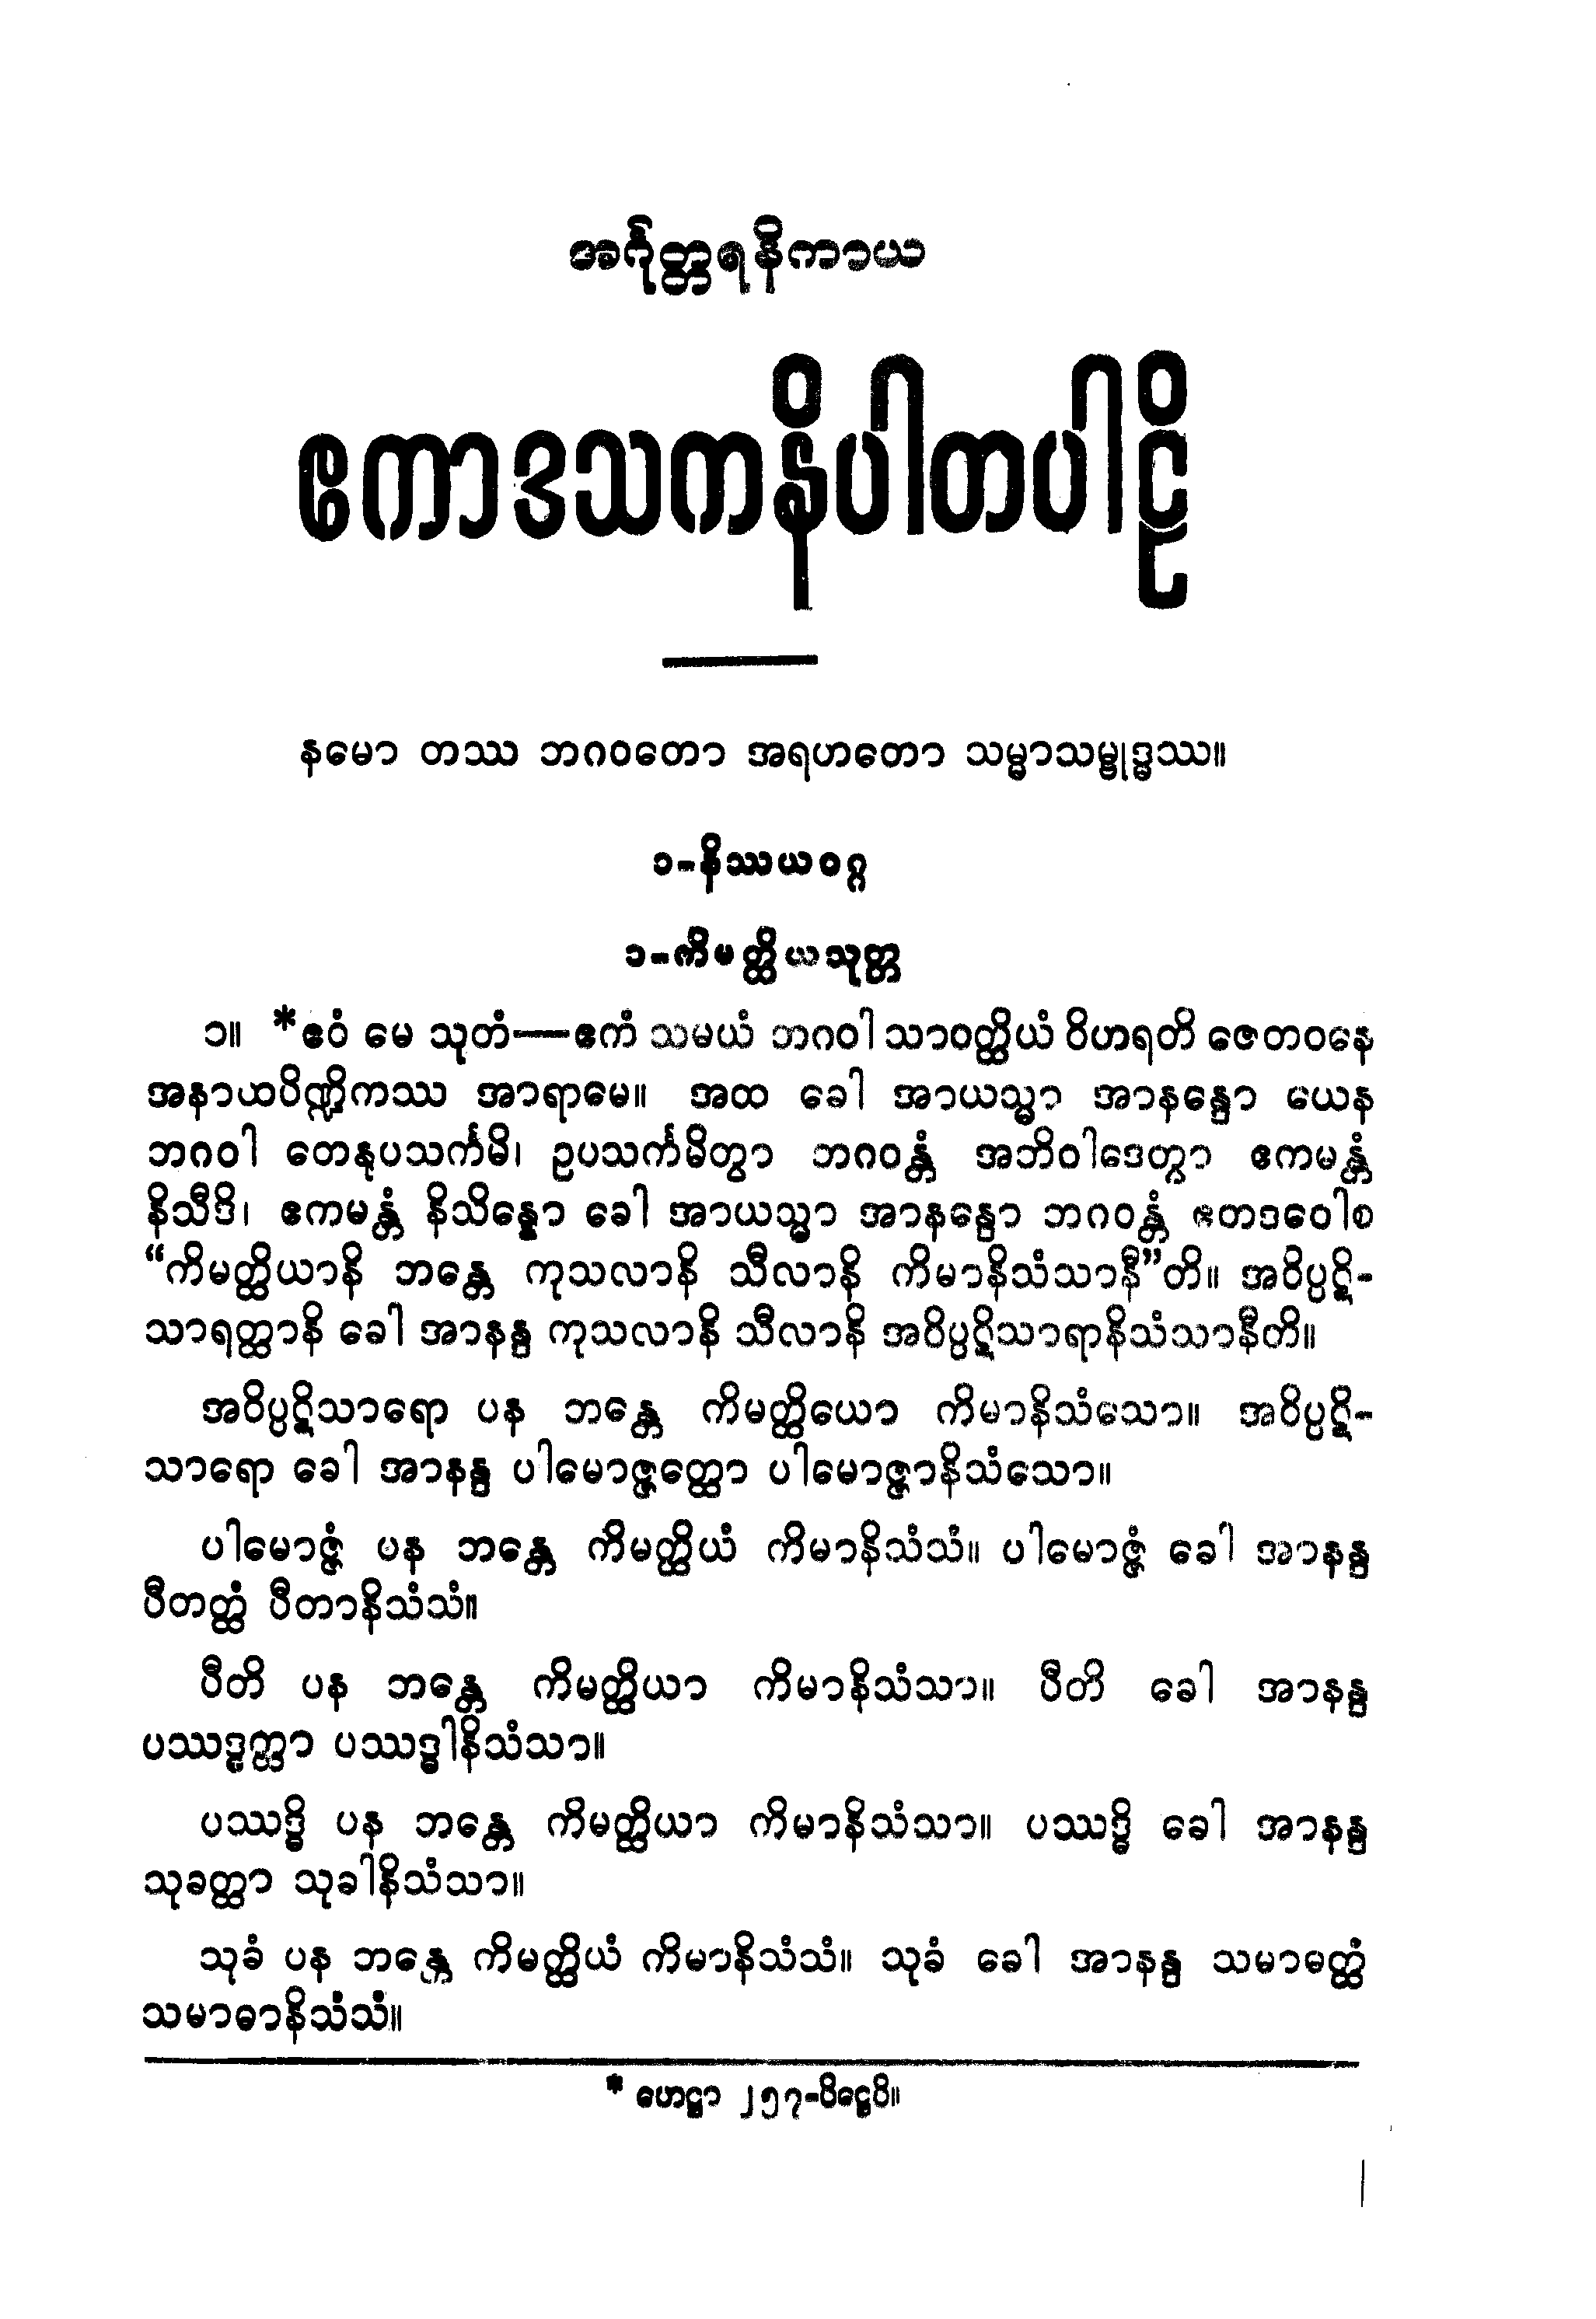 အင်္ဂုတ္တရနိကာယ
ဧကာဒသကနိပါတပါဠိ
နမော တဿ ဘဂဝတော အရဟတော သမ္မာသမ္ဗုဒ္ဓဿ။
၁-နိဿယဝဂ္ဂ
၁-ကိမတ္ထိယသုတ္တ
၁။ *ဧဝံ မေ သုတံ—ဧကံ သမယံ ဘဂဝါ သာဝတ္ထိယံ ဝိဟရတိ ဇေတဝနေ
အနာထပိဏ္ဍိကဿ အာရာမေ။ အထ ခေါ အာယသ္မာ အာနန္ဒော ယေန
ဘဂဝါ တေနုပသင်္ကမိ၊ ဥပသင်္ကမိတွာ ဘဂဝန္တံ အဘိဝါဒေတွာ ဧကမန္တံ
နိသီဒိ၊ ဧကမန္တံ နိသိန္နော ခေါ အာယသ္မာ အာနန္ဒော ဘဂဝန္တံ ဧတဒဝေါစ
“ကိမတ္ထိယာနိ ဘန္တေ ကုသလာနိ သီလာနိ ကိမာနိသံသာနီ”တိ။ အဝိပ္ပဋိ-
သာရတ္ထာနိ ခေါ အာနန္ဒ ကုသလာနိ သီလာနိ အဝိပ္ပဋိသာရာနိသံသာနီတိ။
အဝိပ္ပဋိသာရော ပန ဘန္တေ ကိမတ္ထိယော ကိမာနိသံသော။ အဝိပ္ပဋိ-
သာရော ခေါ အာနန္ဒ ပါမောဇ္ဇတ္ထော ပါမောဇ္ဇာနိသံသော။
ပါမောဇ္ဇံ ပန ဘန္တေ ကိမတ္ထိယံ ကိမာနိသံသံ။ ပါမောဇ္ဇံ ခေါ အာနန္ဒ
ပီတတ္ထံ ပီတာနိသံသံ။
ပီတိ ပန ဘန္တေ ကိမတ္ထိယာ ကိမာနိသံသာ။ ပီတိ ခေါ အာနန္ဒ
ပဿဒ္ဓတ္ထာ ပဿဒ္ဓါနိသံသာ။
ပဿဒ္ဓိ ပန ဘန္တေ ကိမတ္ထိယာ ကိမာနိသံသာ။ ပဿဒ္ဓိ ခေါ အာနန္ဒ
သုခတ္ထာ သုခါနိသံသာ။
သုခံ ပန ဘန္တေ ကိမတ္ထိယံ ကိမာနိသံသံ။ သုခံ ခေါ အာနန္ဒ သမာဓတ္ထံ
သမာဓာနိသံသံ။
* ဟေဋ္ဌာ ၂၅၇-ပိဋ္ဌေပိ။